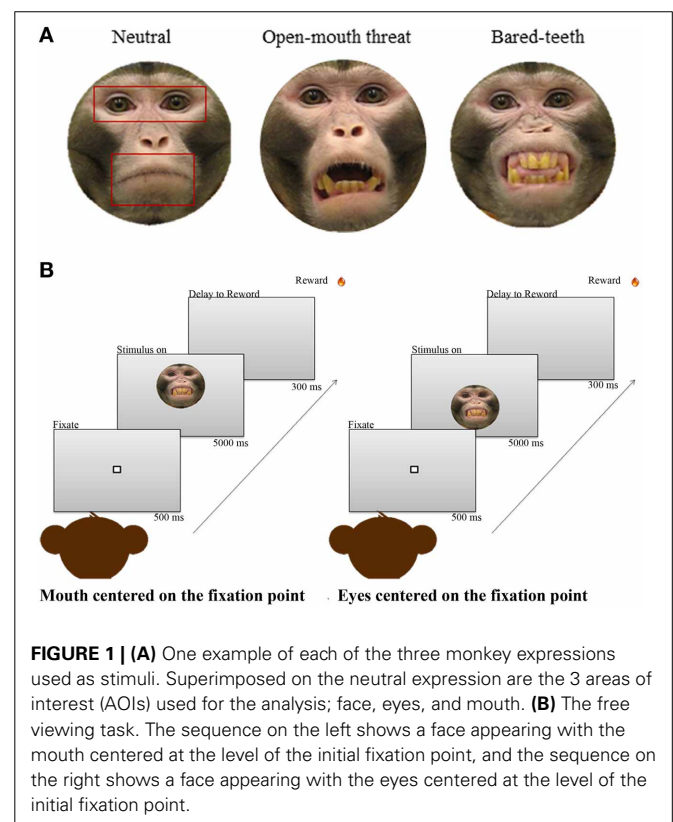 A
Neutral Open-mouth threat Bared-teeth
B
Reward Reward
Delay to Reword Delay to Reword
Stimulus on Stimulus on
300 ms 300 ms
Fixate Fixate
5000 ms 5000 ms
500 ms 500 ms
Mouth centered on the fixation point Eyes centered on the fixation point
FIGURE 1 | (A) One example of each of the three monkey expressions
used as stimuli. Superimposed on the neutral expression are the 3 areas of
interest (AOIs) used for the analysis; face, eyes, and mouth. (B) The free
viewing task. The sequence on the left shows a face appearing with the
mouth centered at the level of the initial fixation point, and the sequence on
the right shows a face appearing with the eyes centered at the level of the
initial fixation point.